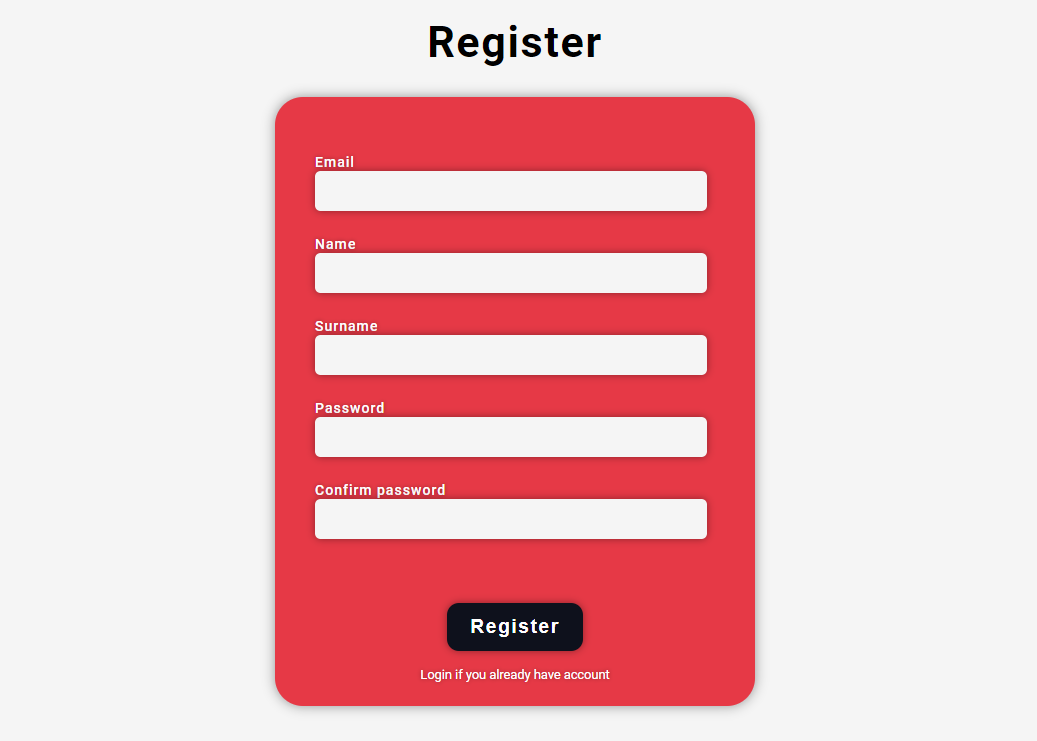 Register
Email
Name
Surname
Password
Confirm password
Register
Login if you already have account